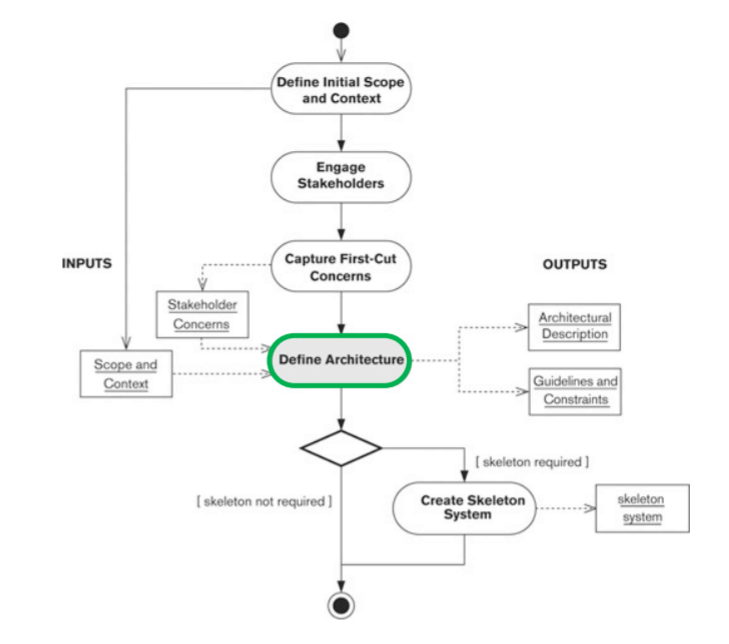 Define Initial Scope
and Context
Engage
Stakeholders
Capture First-Cut
Concerns
INPUTS
OUTPUTS
Stakeholder
Concerns
Architectural
Description
Scope and
Context
Define Architecture
Guidelines and
Constraints
[ skeleton required ]
[ skeleton not required ]
Create Skeleton
System
skeleton
system